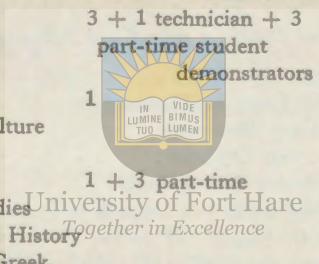 3 + 1 technician + 3
part-time student
demonstrators
1
IN VIDE
LUMINE BIMUS
TUO LUMEN
lture
1 + 3 part-time
dies
University of Fort Hare
History
Together in Excellence
Greek